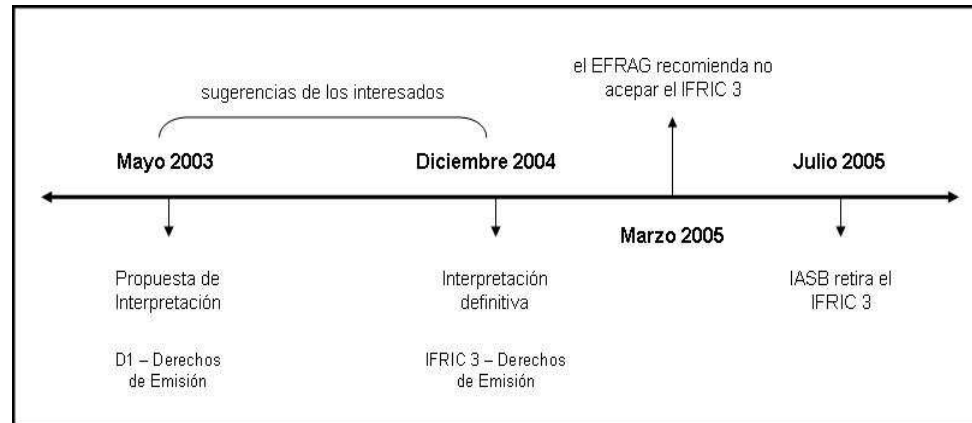 el EFRAG recomienda no
acepar el IFRIC 3
sugerencias de los interesados
Mayo 2003
Diciembre 2004
Julio 2005
Marzo 2005
Propuesta de
Interpretación
Interpretación
definitiva
IASB retira el
IFRIC 3
D1 – Derechos
de Emisión
IFRIC 3 – Derechos
de Emisión